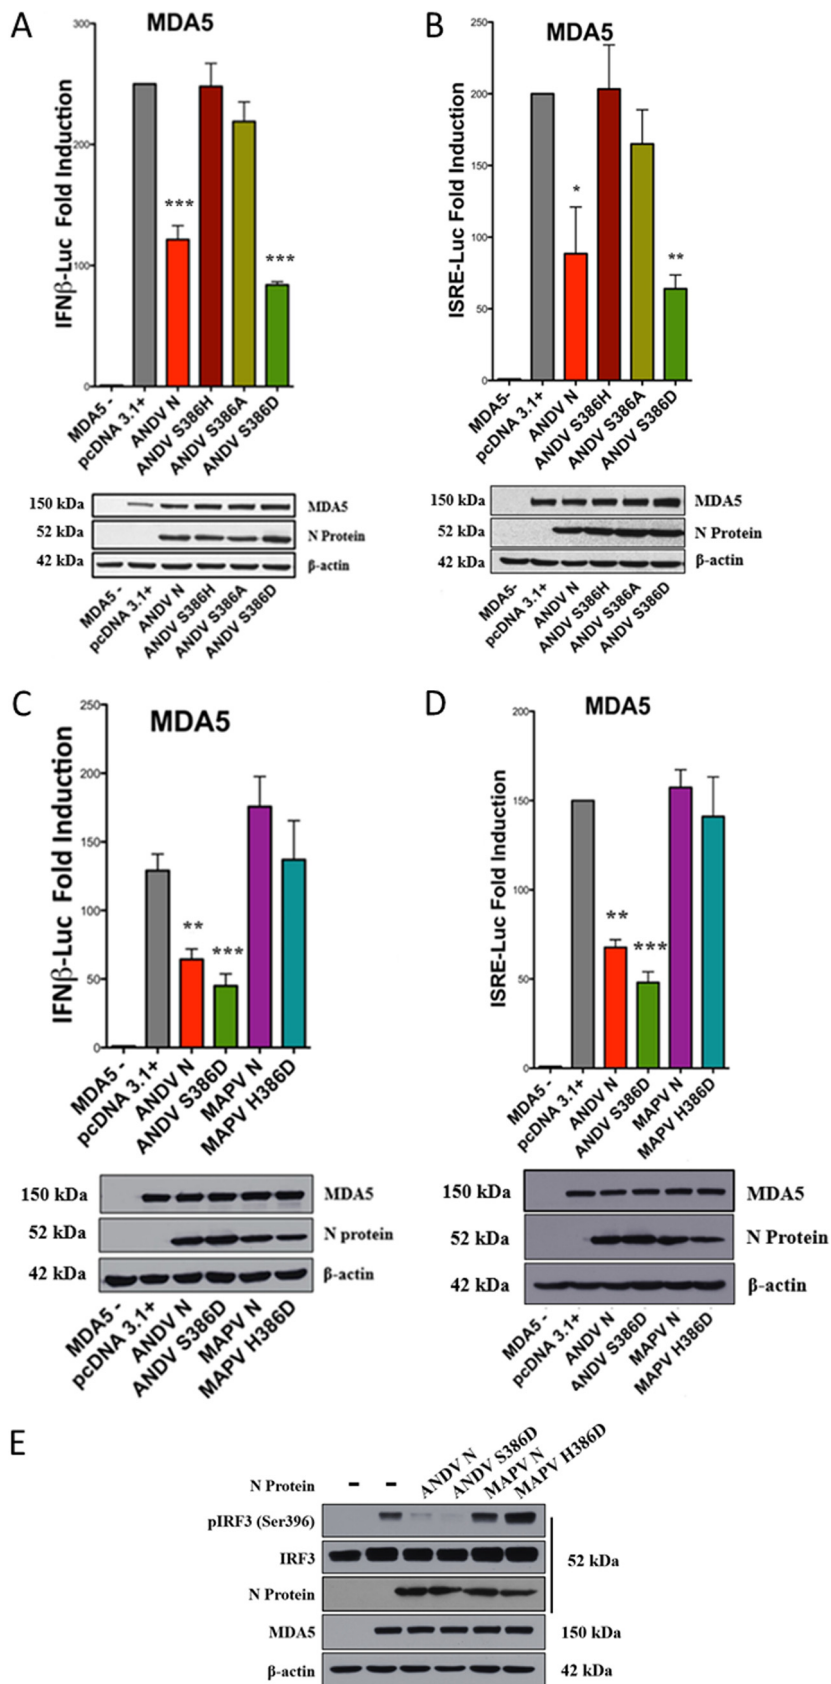 A
MDA5
300
200
100
0
IFNβ-Luc Fold Induction
***
***
MDA5 -
pcDNA 3.1+
ANDV N
ANDV S386H
ANDV S386A
ANDV S386D
150 kDa
MDA5
52 kDa
N Protein
42 kDa
β-actin
MDA5 -
pcDNA 3.1+
ANDV N
ANDV S386H
ANDV S386A
ANDV S386D
B
MDA5
250
200
150
100
50
0
ISRE-Luc Fold Induction
*
**
MDA5-
pcDNA 3.1+
ANDV N
ANDV S386H
ANDV S386A
ANDV S386D
150 kDa
MDA5
52 kDa
N Protein
42 kDa
β-actin
MDA5-
pcDNA 3.1+
ANDV N
ANDV S386H
ANDV S386A
ANDV S386D
C
MDA5
250
200
150
100
50
0
IFNβ-Luc Fold Induction
**
***
MDA5 -
pcDNA 3.1+
ANDV N
ANDV S386D
MAPV N
MAPV H386D
150 kDa
MDA5
52 kDa
N protein
42 kDa
β-actin
MDA5 -
pcDNA 3.1+
ANDV N
ANDV S386D
MAPV N
MAPV H386D
D
MDA5
200
150
100
50
0
ISRE-Luc Fold Induction
**
***
MDA5 -
pcDNA 3.1+
ANDV N
ANDV S386D
MAPV N
MAPV H386D
150 kDa
MDA5
52 kDa
N Protein
42 kDa
β-actin
MDA5 -
pcDNA 3.1+
ANDV N
ANDV S386D
MAPV N
MAPV H386D
E
N Protein - - ANDV N ANDV S386D MAPV N MAPV H386D
pIRF3 (Ser396)
IRF3
52 kDa
N Protein
MDA5
150 kDa
β-actin
42 kDa